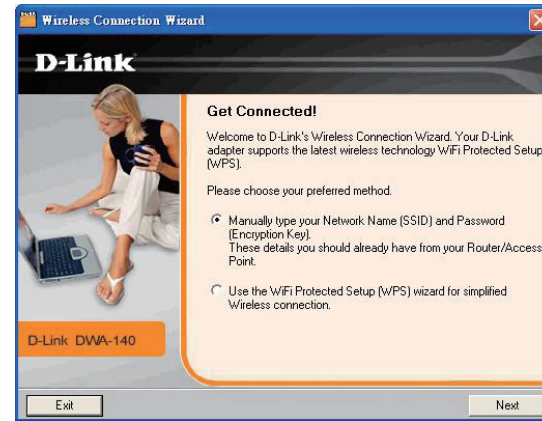 Wireless Connection Wizard
D-Link
Get Connected!
Welcome to D-Link's Wireless Connection Wizard. Your D-Link
adapter supports the latest wireless technology WiFi Protected Setup
(WPS).
Please choose your preferred method.
Manually type your Network Name (SSID) and Password
(Encryption Key).
These details you should already have from your Router/Access
Point.
Use the WiFi Protected Setup (WPS) wizard for simplified
Wireless connection.
D-Link DWA-140
Exit
Next